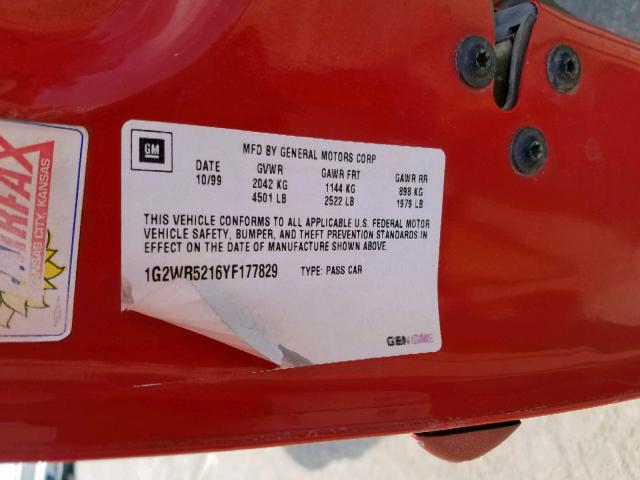 GM
MFD BY GENERAL MOTORS CORP
DATE GVWR GAWR FRT GAWR RR
10/99 2042 KG 1144 KG 898 KG
4501 LB 2522 LB 1979 LB
THIS VEHICLE CONFORMS TO ALL APPLICABLE U.S. FEDERAL MOTOR
VEHICLE SAFETY, BUMPER, AND THEFT PREVENTION STANDARDS IN
EFFECT ON THE DATE OF MANUFACTURE SHOWN ABOVE.
1G2WR5216YF177829 TYPE: PASS CAR
FAIRFAX
KANSAS CITY, KANSAS